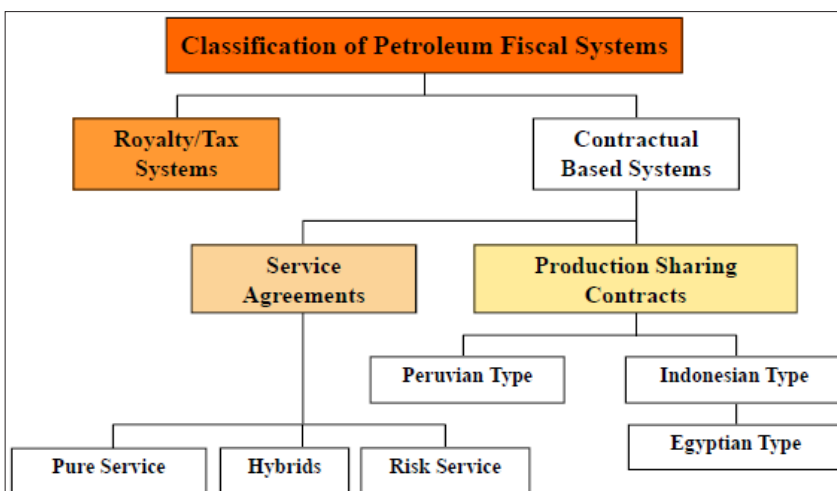 Classification of Petroleum Fiscal Systems
Royalty/Tax
Systems
Contractual
Based Systems
Service
Agreements
Production Sharing
Contracts
Peruvian Type
Indonesian Type
Egyptian Type
Pure Service
Hybrids
Risk Service